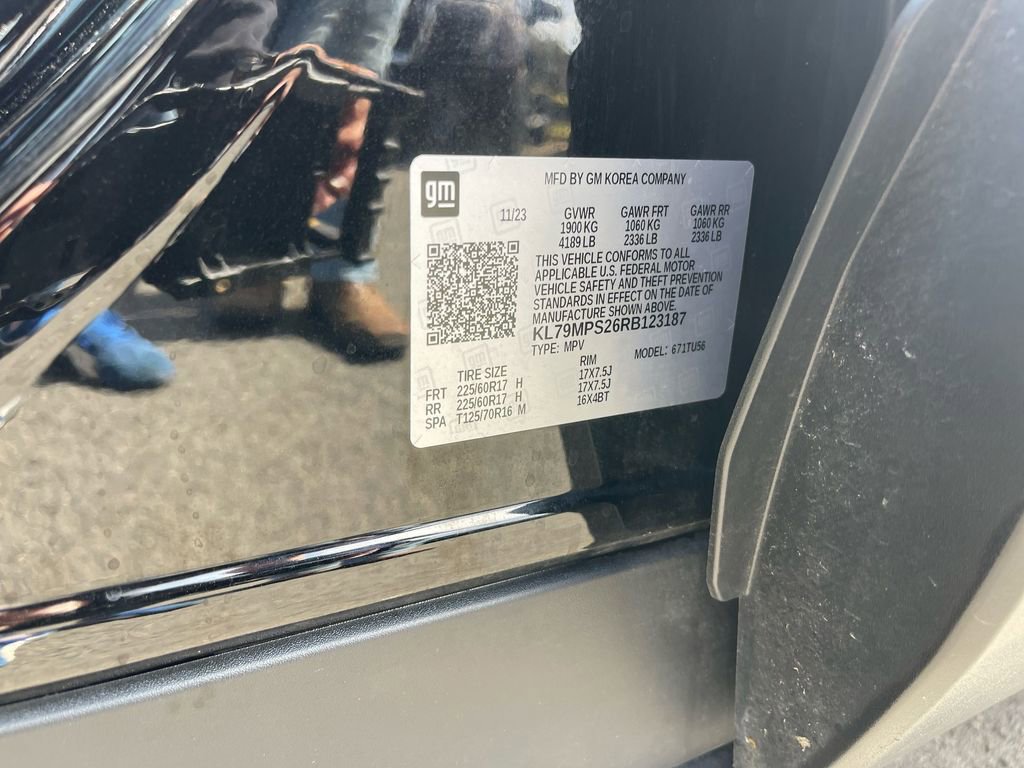 gm
MFD BY GM KOREA COMPANY
11/23 GVWR GAWR FRT GAWR RR
1900 KG 1060 KG 1060 KG
4189 LB 2336 LB 2336 LB
THIS VEHICLE CONFORMS TO ALL
APPLICABLE U.S. FEDERAL MOTOR
VEHICLE SAFETY AND THEFT PREVENTION
STANDARDS IN EFFECT ON THE DATE OF
MANUFACTURE SHOWN ABOVE.
KL79MPS26RB123187
TYPE: MPV MODEL: 671TU56
TIRE SIZE RIM
FRT 225/60R17 H 17X7.5J
RR 225/60R17 H 17X7.5J
SPA T125/70R16 M 16X4BT